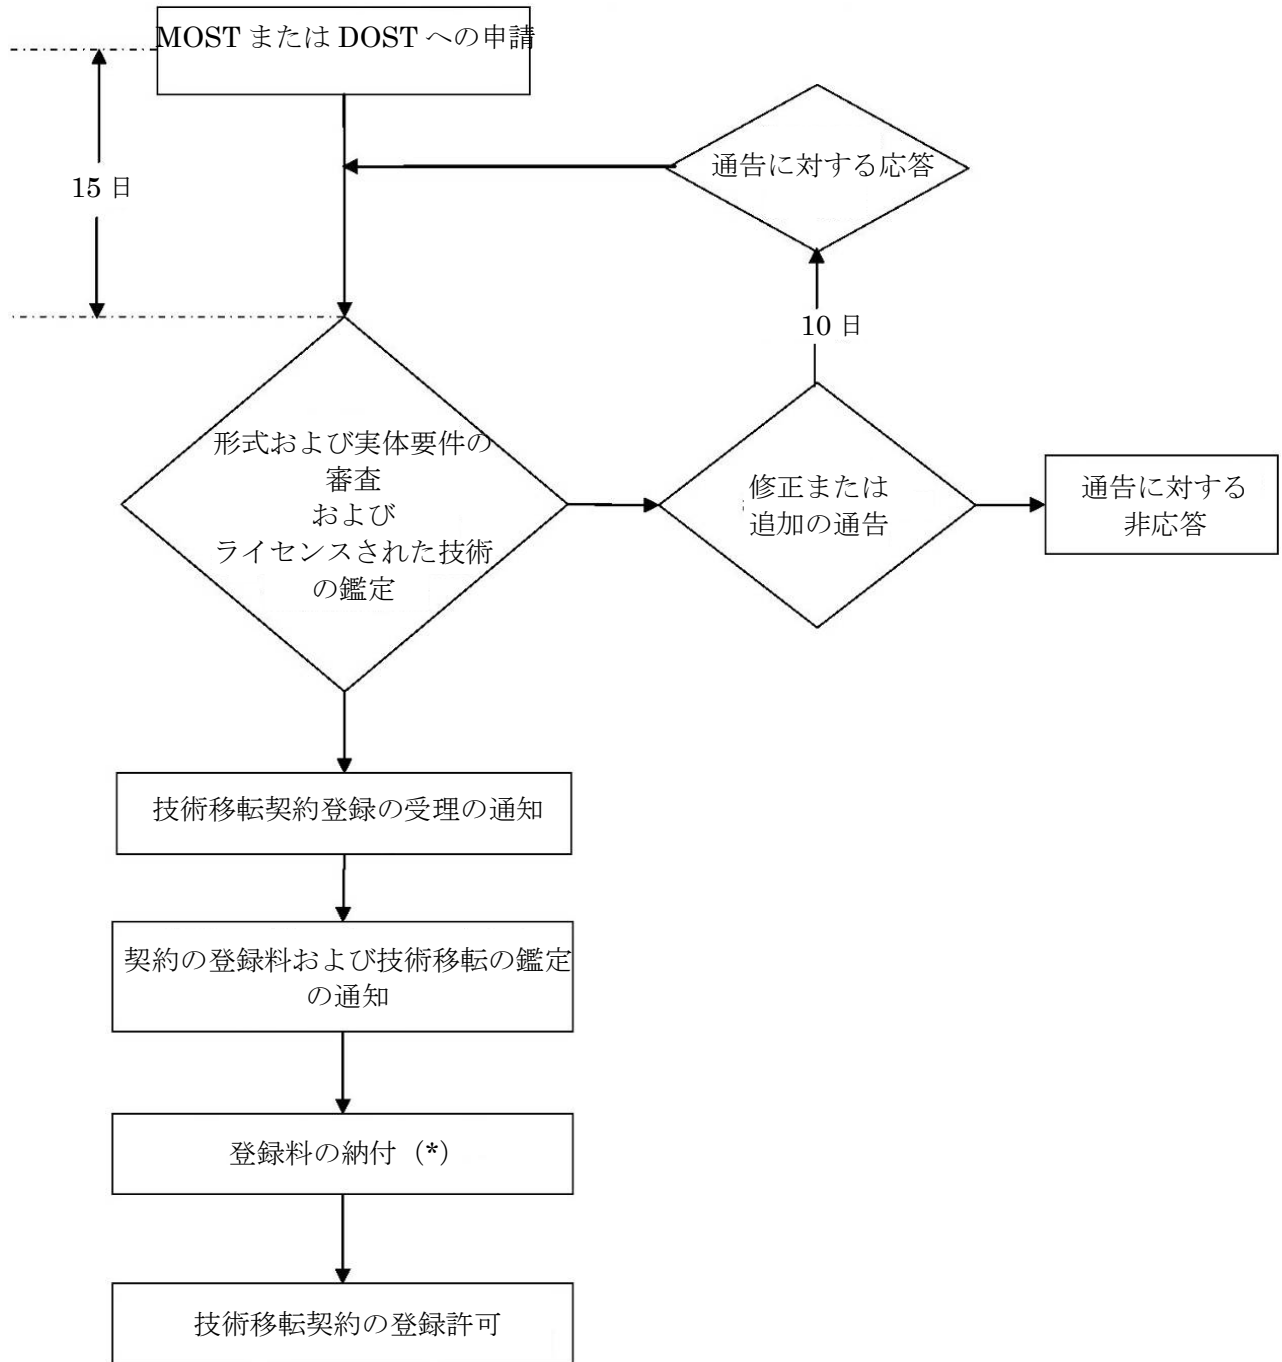 MOST または DOST への申請
通告に対する応答
15 日
10 日
形式および実体要件の
審査
および
ライセンスされた技術
の鑑定
修正または
追加の通告
通告に対する
非応答
技術移転契約登録の受理の通知
契約の登録料および技術移転の鑑定
の通知
登録料の納付（*）
技術移転契約の登録許可